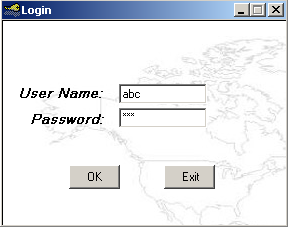 Login
User Name: abc
Password: ***
OK Exit